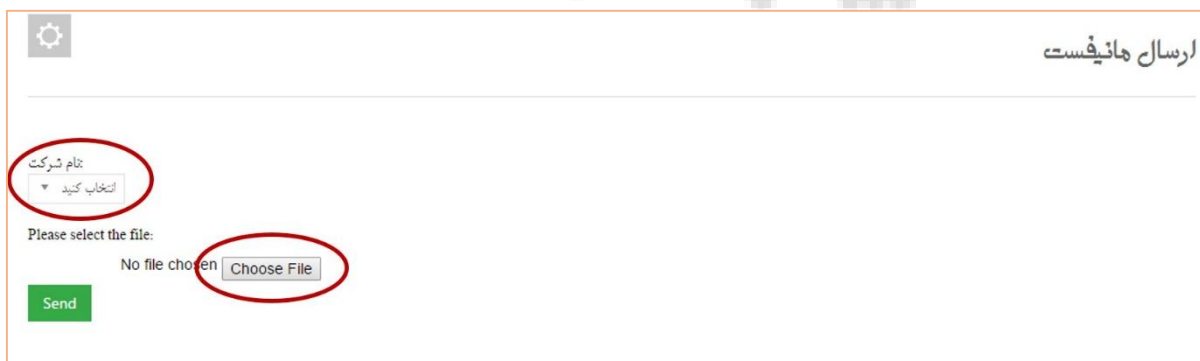 ارسال مانیفست
نام شرکت:
انتخاب کنید
Please select the file:
No file chosen Choose File
Send